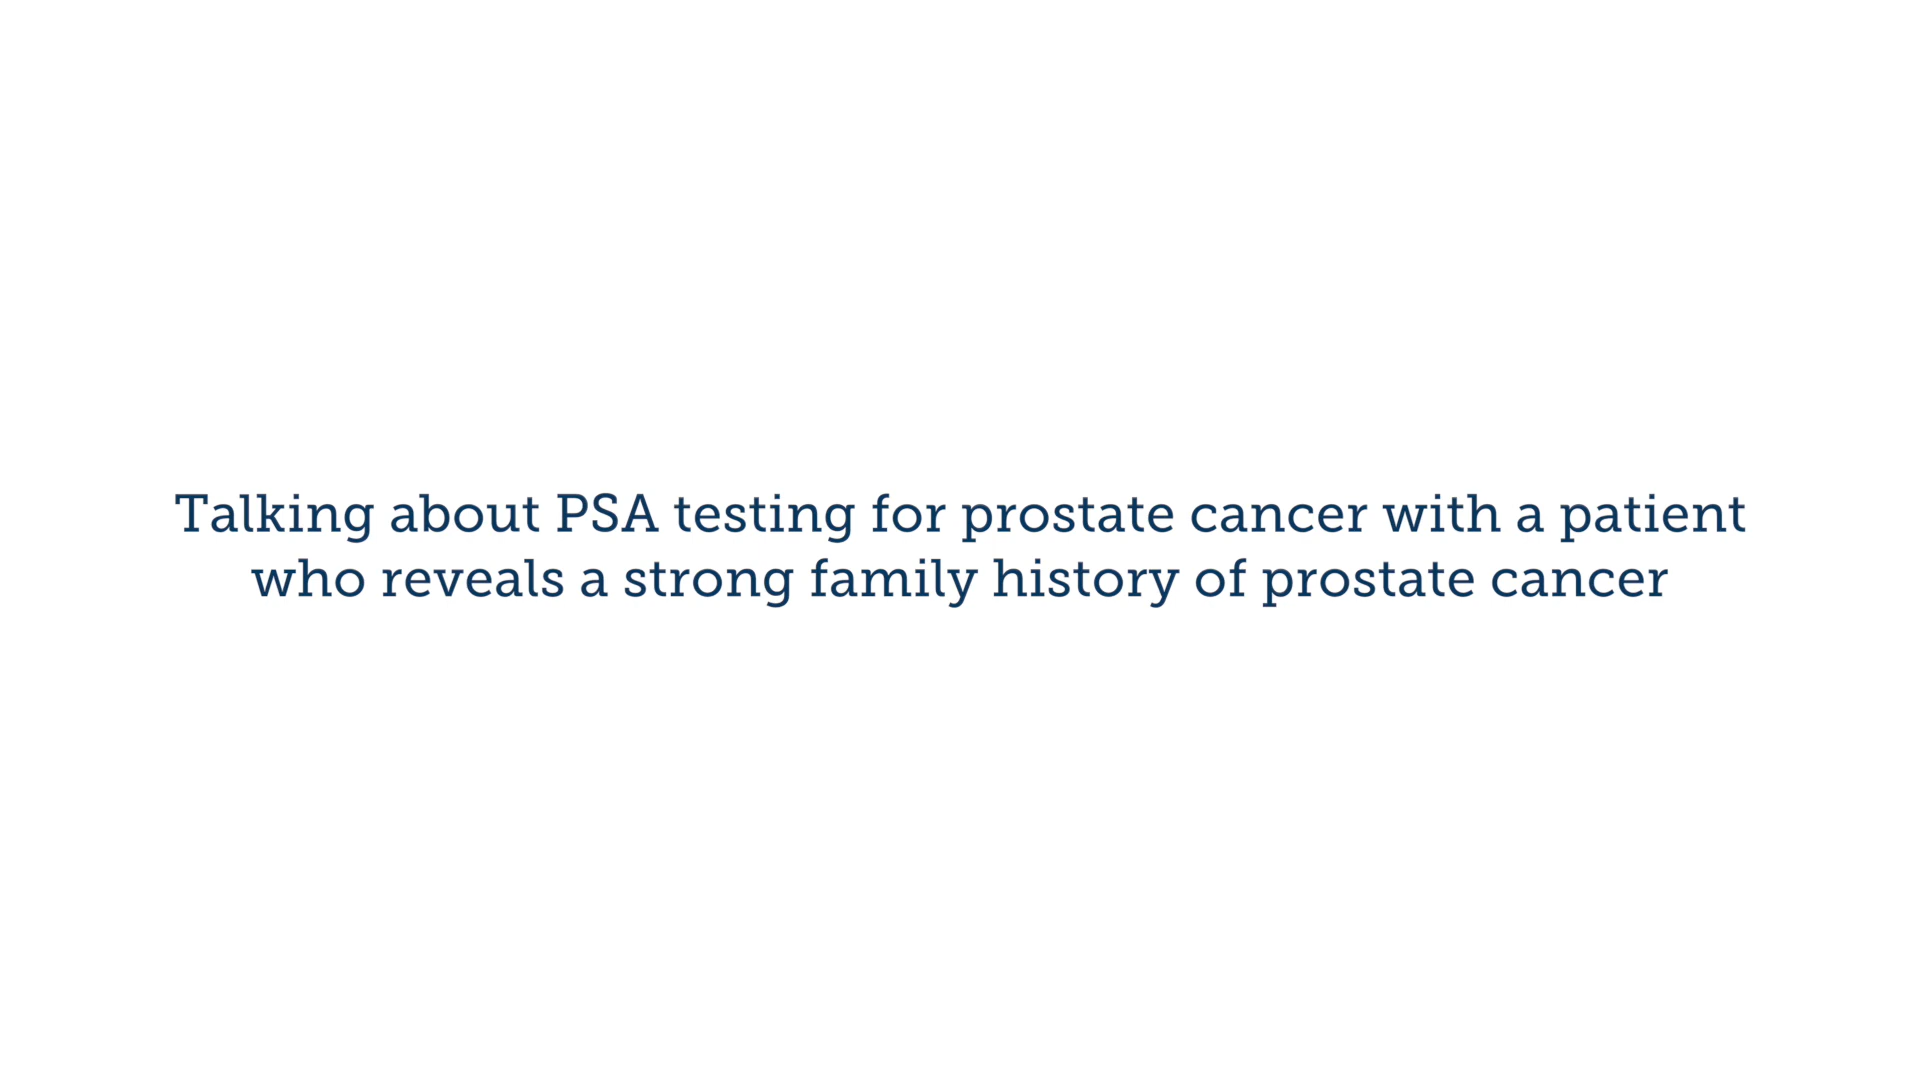 Talking about PSA testing for prostate cancer with a patient
who reveals a strong family history of prostate cancer